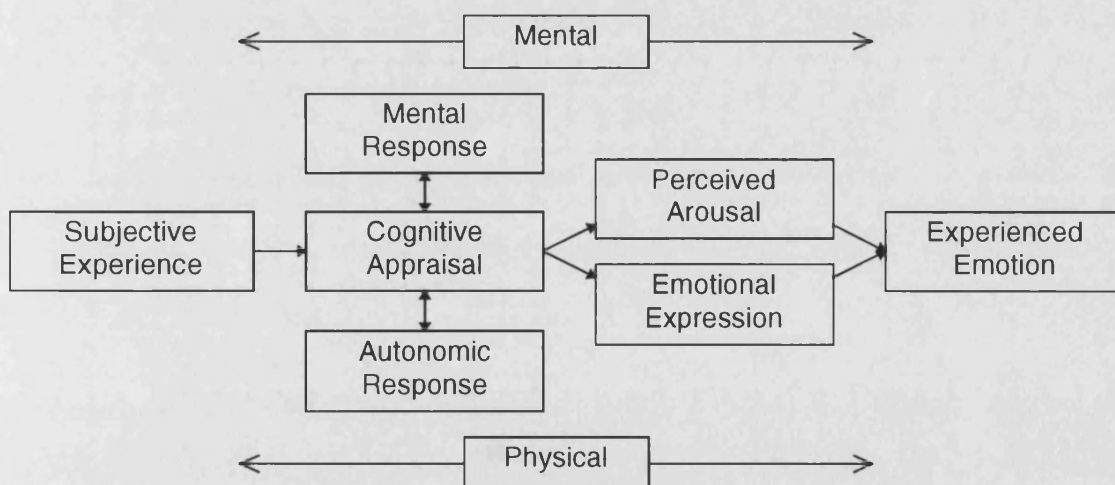 Mental
Mental
Response
Subjective
Experience
Cognitive
Appraisal
Perceived
Arousal
Emotional
Expression
Experienced
Emotion
Autonomic
Response
Physical